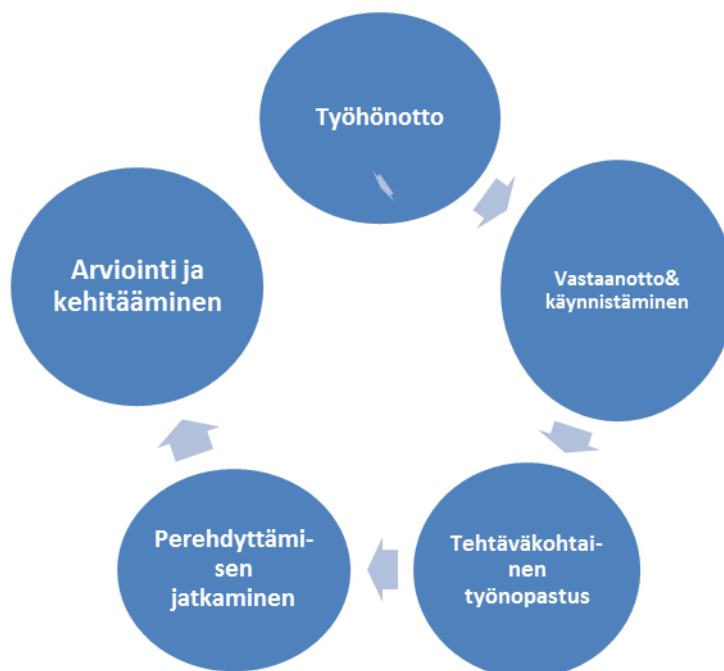 Työhönotto
Vastaanotto&
käynnistäminen
Tehtäväkohtai-
nen
työnopastus
Perehdyttämi-
sen
jatkaminen
Arviointi ja
kehitääminen